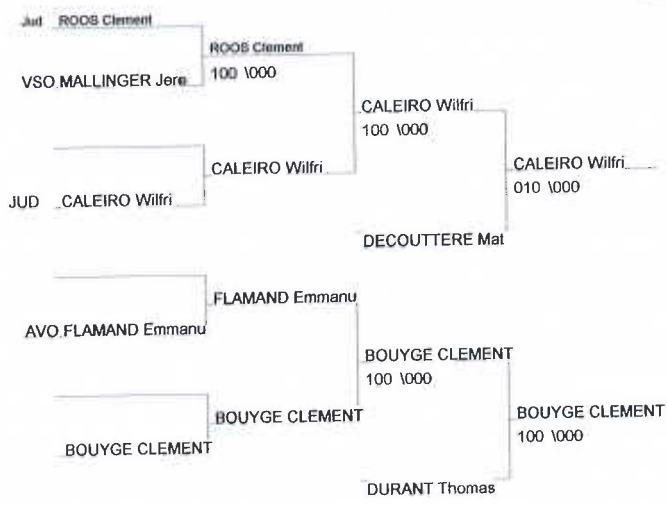 Jud ROOS Clement
ROOS Clement
VSO MALLINGER Jere
100 \000
CALEIRO Wilfri
100 \000
CALEIRO Wilfri
CALEIRO Wilfri
010 \000
JUD CALEIRO Wilfri
DECOUTTERE Mat
FLAMAND Emmanu
AVO FLAMAND Emmanu
BOUYGE CLEMENT
100 \000
BOUYGE CLEMENT
BOUYGE CLEMENT
100 \000
BOUYGE CLEMENT
DURANT Thomas